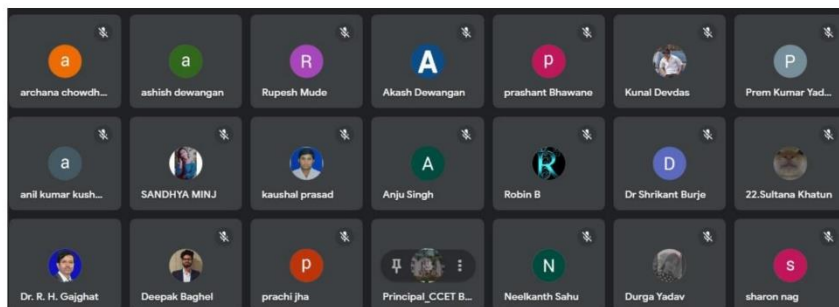 a
archana chowdh...
a
ashish dewangan
R
Rupesh Mude
A
Akash Dewangan
p
prashant Bhawane
Kunal Devdas
P
Prem Kumar Yad...
a
anil kumar kush...
SANDHYA MINJ
kaushal prasad
A
Anju Singh
R
Robin B
D
Dr Shrikant Burje
22.Sultana Khatun
Dr. R. H. Gajghat
Deepak Baghel
p
prachi jha
Principal_CCET B...
N
Neelkanth Sahu
Durga Yadav
s
sharon nag